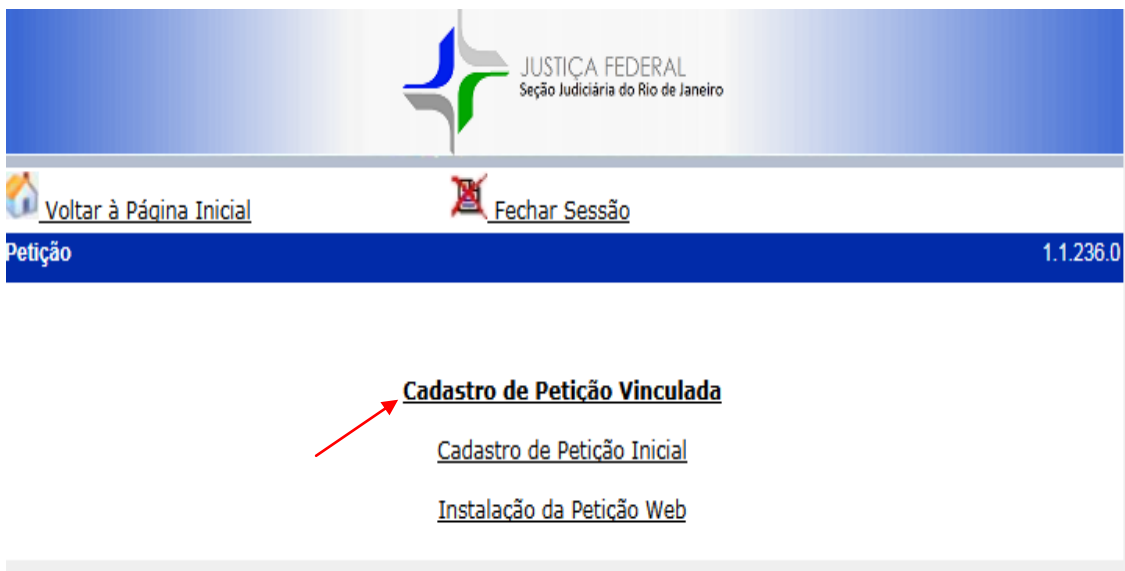 JUSTIÇA FEDERAL
Seção Judiciária do Rio de Janeiro
Voltar à Página Inicial
Fechar Sessão
Petição
1.1.236.0
Cadastro de Petição Vinculada
Cadastro de Petição Inicial
Instalação da Petição Web